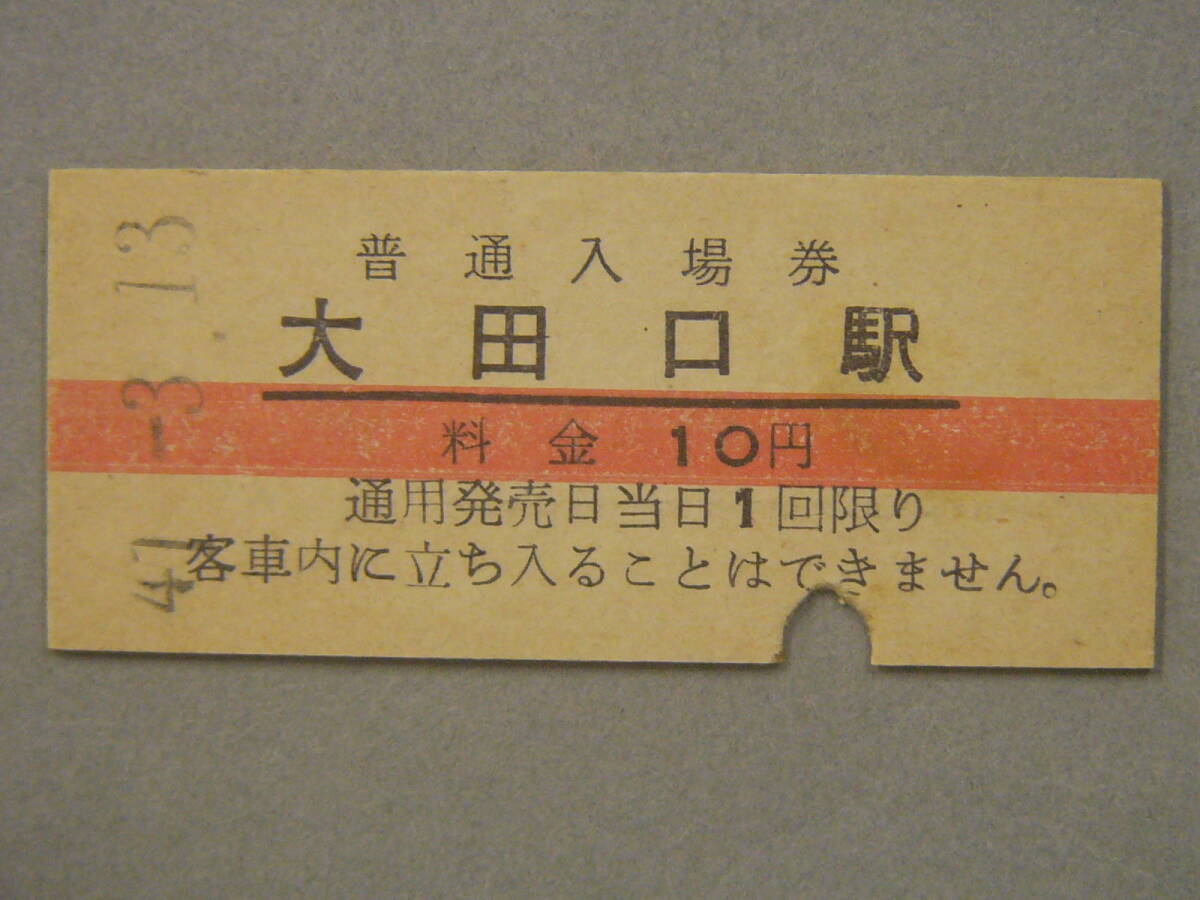 普通入場券
大田口駅
料金 10円
通用発売日当日1回限り
客車内に立ち入ることはできません。
41.-3.13